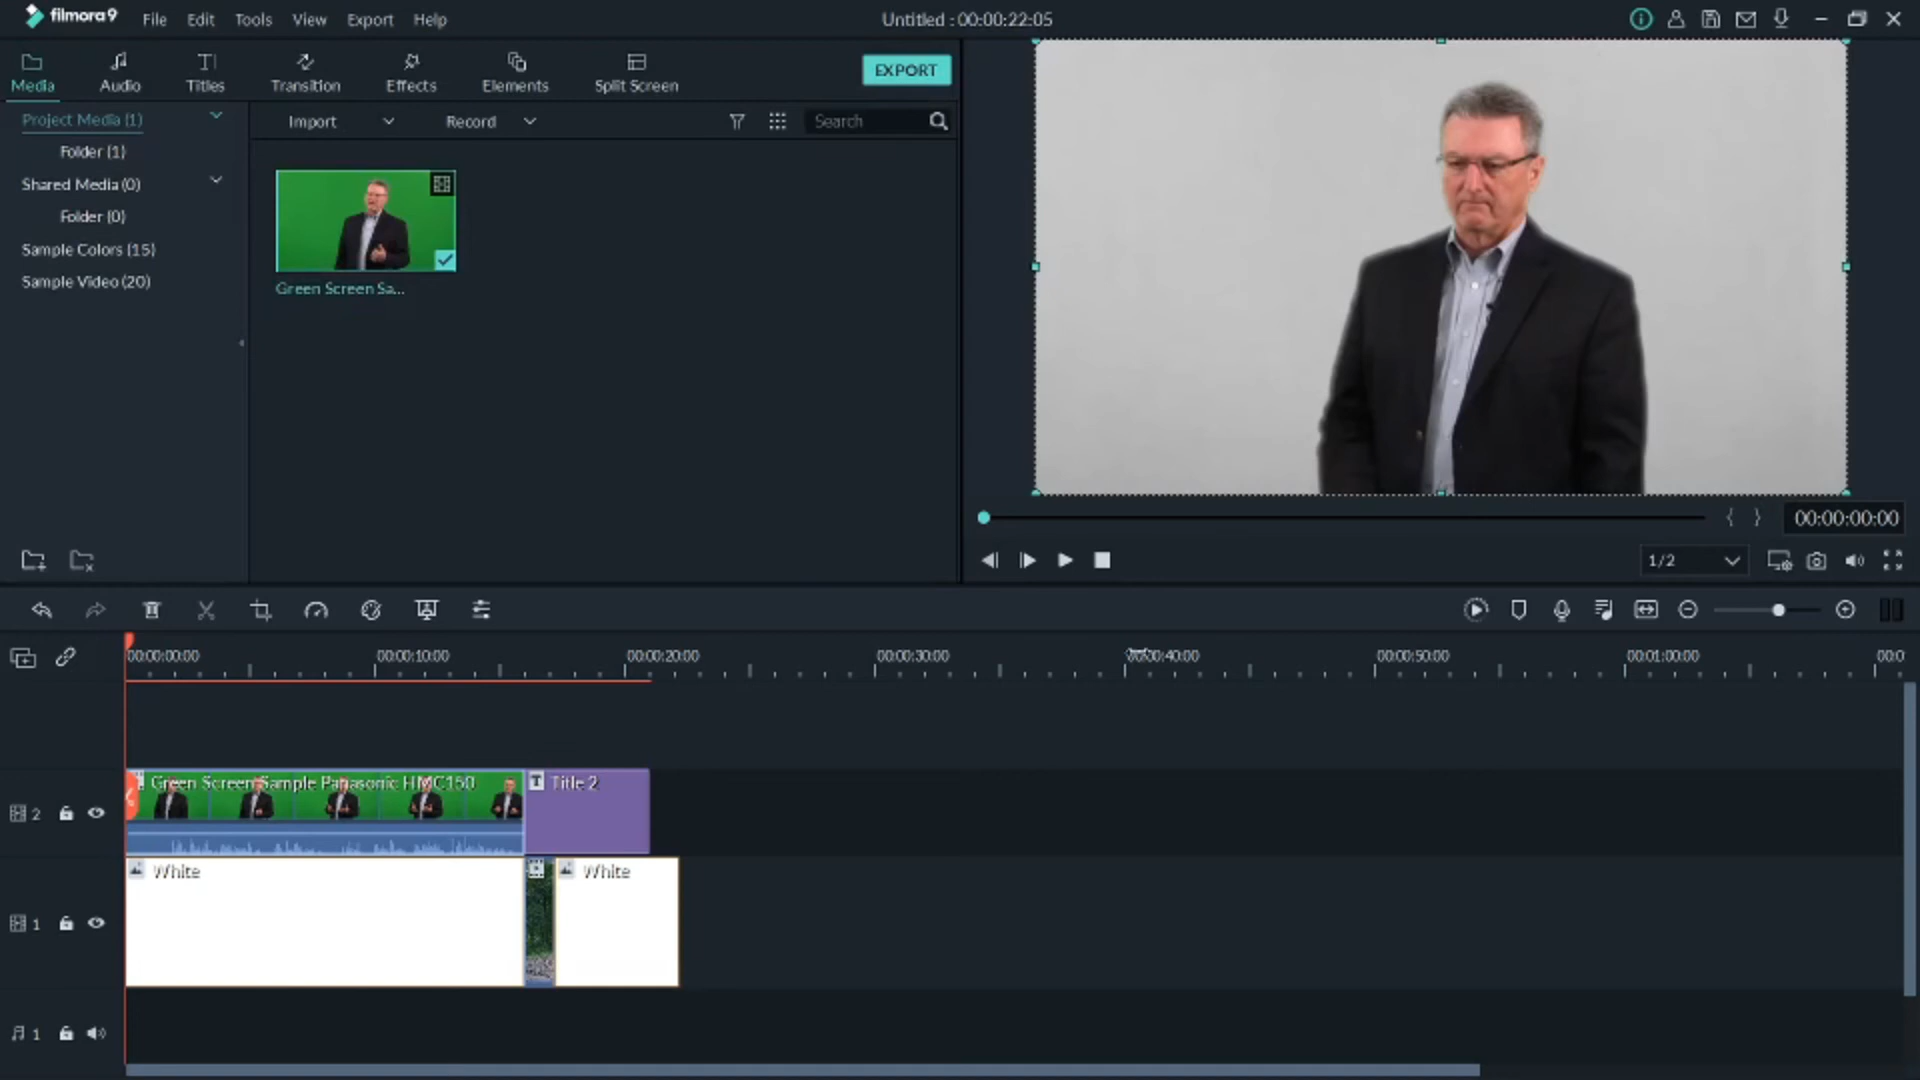 filmora9 File Edit Tools View Export Help Untitled : 00:00:22:05
Media Audio Titles Transition Effects Elements Split Screen EXPORT
Project Media (1)
Folder (1)
Shared Media (0)
Folder (0)
Sample Colors (15)
Sample Video (20)
Import Record Search
Green Screen Sa...
00:00:00:00
1/2
00:00:00:00 00:00:10:00 00:00:20:00 00:00:30:00 00:00:40:00 00:00:50:00 00:01:00:00 00:0
Green Screen Sample Panasonic HMC150 Title 2
2
White White
1
1